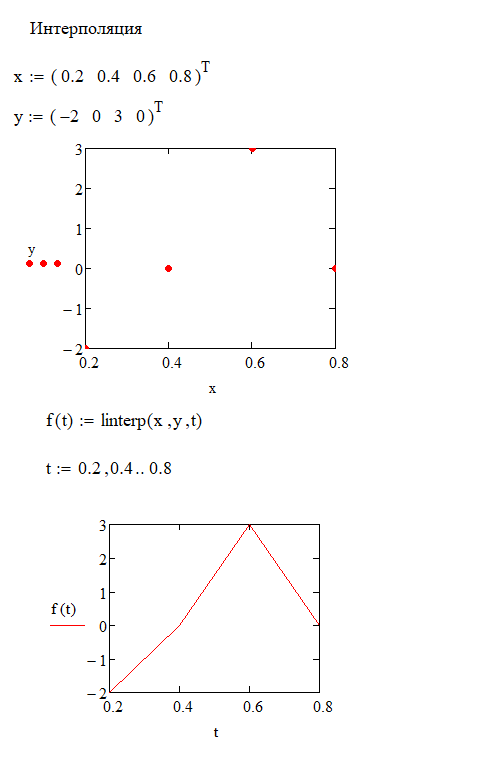 Интерполяция
x := ( 0.2 0.4 0.6 0.8 )^T
y := ( −2 0 3 0 )^T
3
2
1
y
0
−1
−2
0.2 0.4 0.6 0.8
x
f(t) := linterp(x ,y ,t)
t := 0.2 ,0.4 .. 0.8
3
2
1
f(t)
0
−1
−2
0.2 0.4 0.6 0.8
t